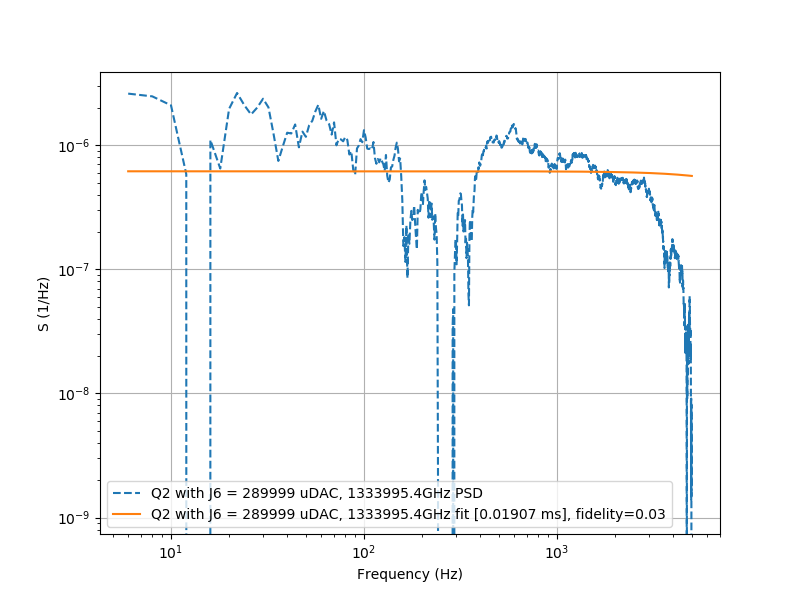 S (1/Hz)
10⁻⁶
10⁻⁷
10⁻⁸
10⁻⁹
Q2 with J6 = 289999 uDAC, 1333995.4GHz PSD
Q2 with J6 = 289999 uDAC, 1333995.4GHz fit [0.01907 ms], fidelity=0.03
10¹ 10² 10³
Frequency (Hz)